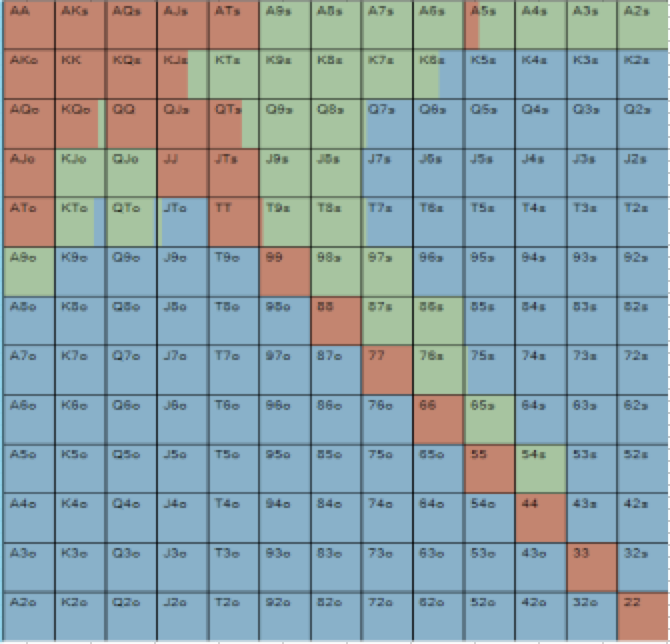 AA AKs AQs AJs ATs A9s A8s A7s A6s A5s A4s A3s A2s
AKo KK KQs KJs KTs K9s K8s K7s K6s K5s K4s K3s K2s
AQo KQo QQ QJs QTs Q9s Q8s Q7s Q6s Q5s Q4s Q3s Q2s
AJo KJo QJo JJ JTs J9s J8s J7s J6s J5s J4s J3s J2s
ATo KTo QTo JTo TT T9s T8s T7s T6s T5s T4s T3s T2s
A9o K9o Q9o J9o T9o 99 98s 97s 96s 95s 94s 93s 92s
A8o K8o Q8o J8o T8o 98o 88 87s 86s 85s 84s 83s 82s
A7o K7o Q7o J7o T7o 97o 87o 77 76s 75s 74s 73s 72s
A6o K6o Q6o J6o T6o 96o 86o 76o 66 65s 64s 63s 62s
A5o K5o Q5o J5o T5o 95o 85o 75o 65o 55 54s 53s 52s
A4o K4o Q4o J4o T4o 94o 84o 74o 64o 54o 44 43s 42s
A3o K3o Q3o J3o T3o 93o 83o 73o 63o 53o 43o 33 32s
A2o K2o Q2o J2o T2o 92o 82o 72o 62o 52o 42o 32o 22